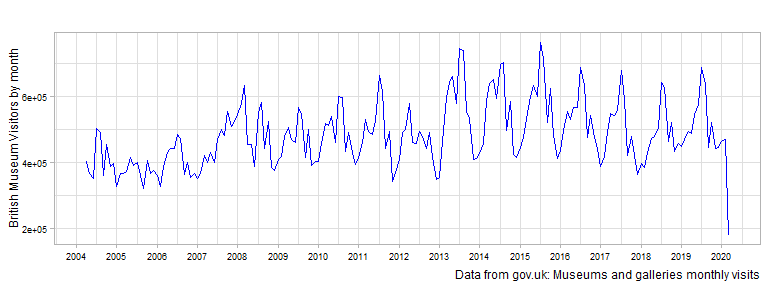 British Museum Visitors by month
6e+05
4e+05
2e+05
2004 2005 2006 2007 2008 2009 2010 2011 2012 2013 2014 2015 2016 2017 2018 2019 2020
Data from gov.uk: Museums and galleries monthly visits